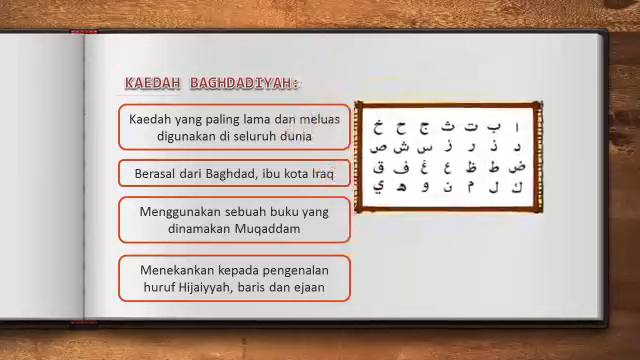 KAEDAH BAGHDADIYAH:
Kaedah yang paling lama dan meluas
digunakan di seluruh dunia
Berasal dari Baghdad, ibu kota Iraq
Menggunakan sebuah buku yang
dinamakan Muqaddam
Menekankan kepada pengenalan
huruf Hijaiyyah, baris dan ejaan
ا ب ت ث ج ح خ
د ذ ر ز س ش ص
ض ط ظ ع غ ف ق
ك ل م ن و ه ي